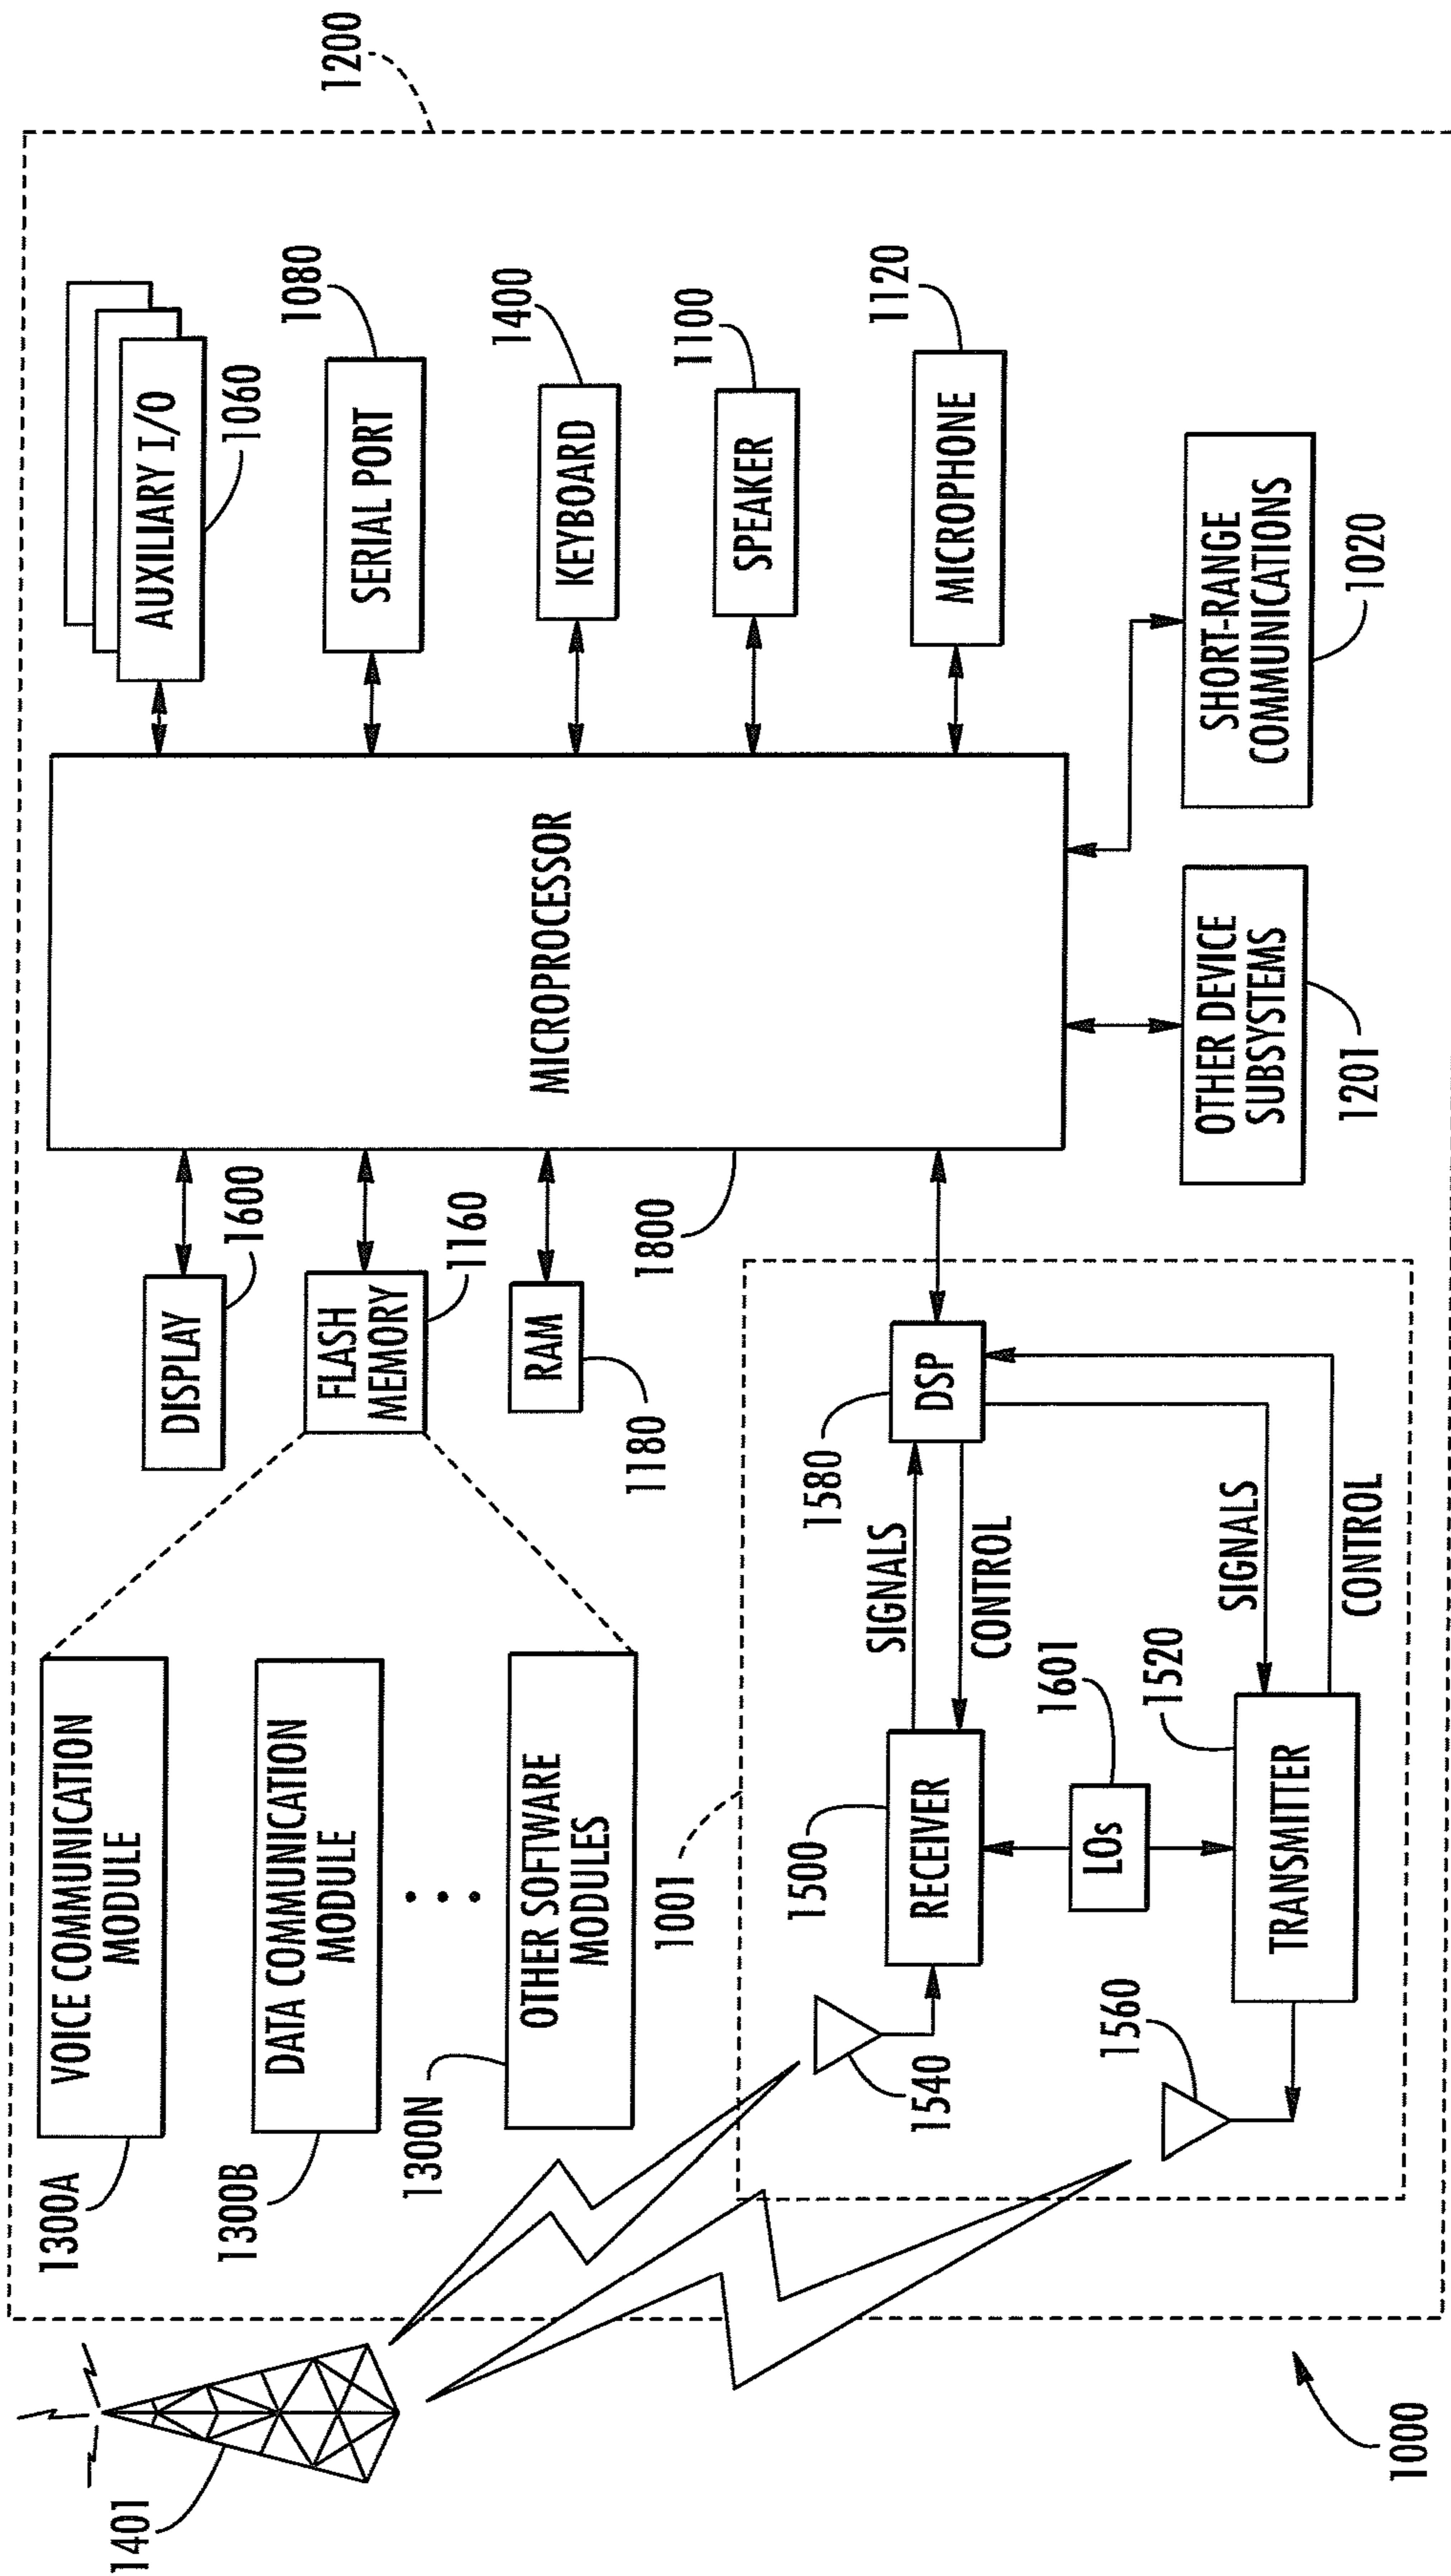 1200
AUXILIARY I/O
1060
SERIAL PORT
1080
KEYBOARD
1400
SPEAKER
1100
MICROPHONE
1120
SHORT-RANGE
COMMUNICATIONS
1020
MICROPROCESSOR
1800
OTHER DEVICE
SUBSYSTEMS
1201
DISPLAY
1600
FLASH
MEMORY
1160
RAM
1180
VOICE COMMUNICATION
MODULE
1300A
DATA COMMUNICATION
MODULE
1300B
OTHER SOFTWARE
MODULES
1300N
1001
DSP
1580
SIGNALS
CONTROL
RECEIVER
1500
LOs
1601
SIGNALS
CONTROL
TRANSMITTER
1520
1540
1560
1401
1000